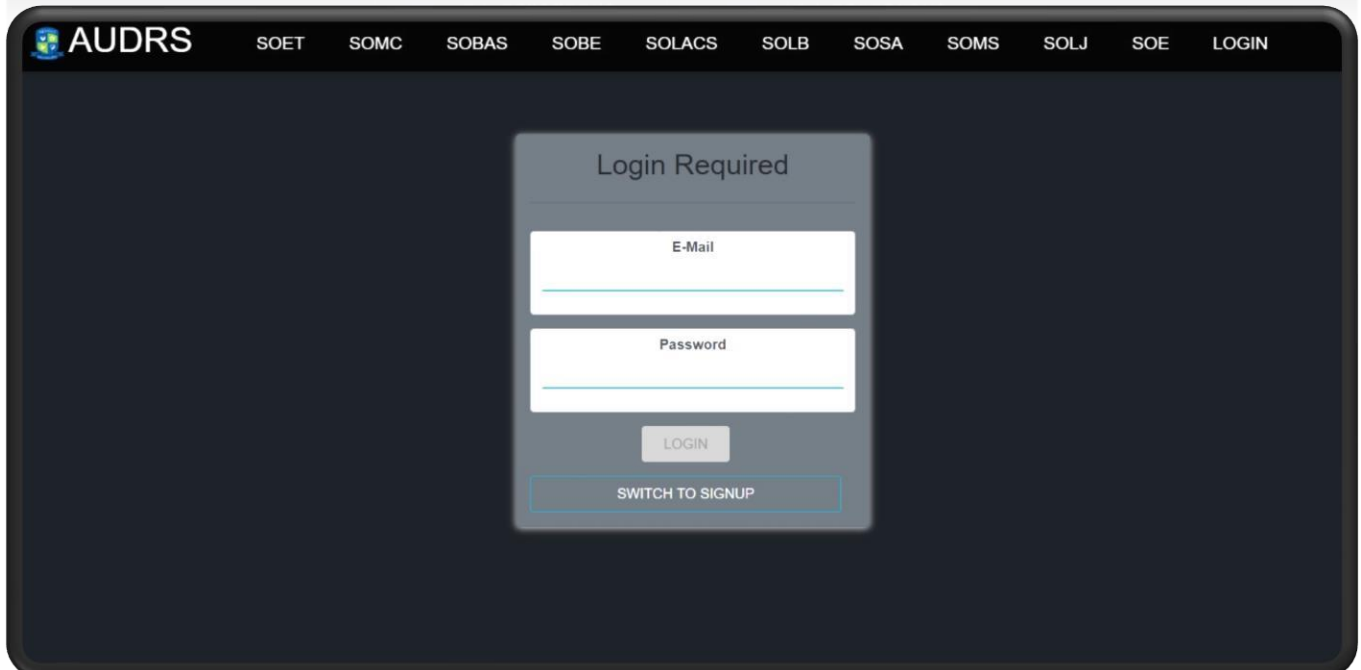 AUDRS SOET SOMC SOBAS SOBE SOLACS SOLB SOSA SOMS SOLJ SOE LOGIN
Login Required
E-Mail
Password
LOGIN
SWITCH TO SIGNUP